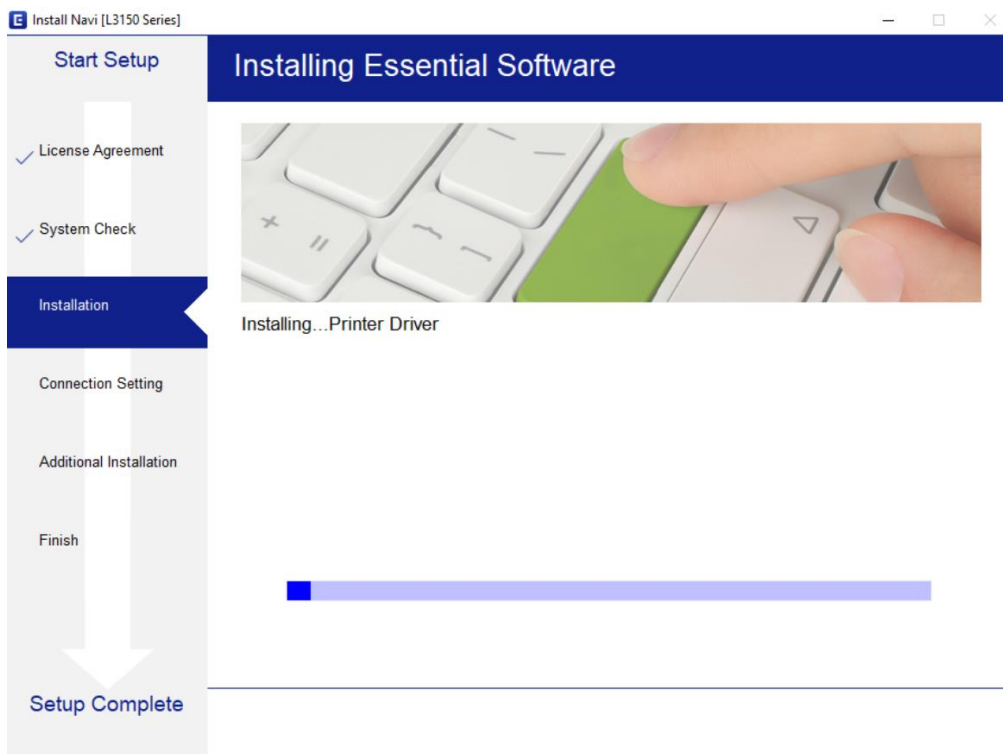 Install Navi [L3150 Series]
Start Setup
License Agreement
System Check
Installation
Connection Setting
Additional Installation
Finish
Setup Complete
Installing Essential Software
Installing...Printer Driver